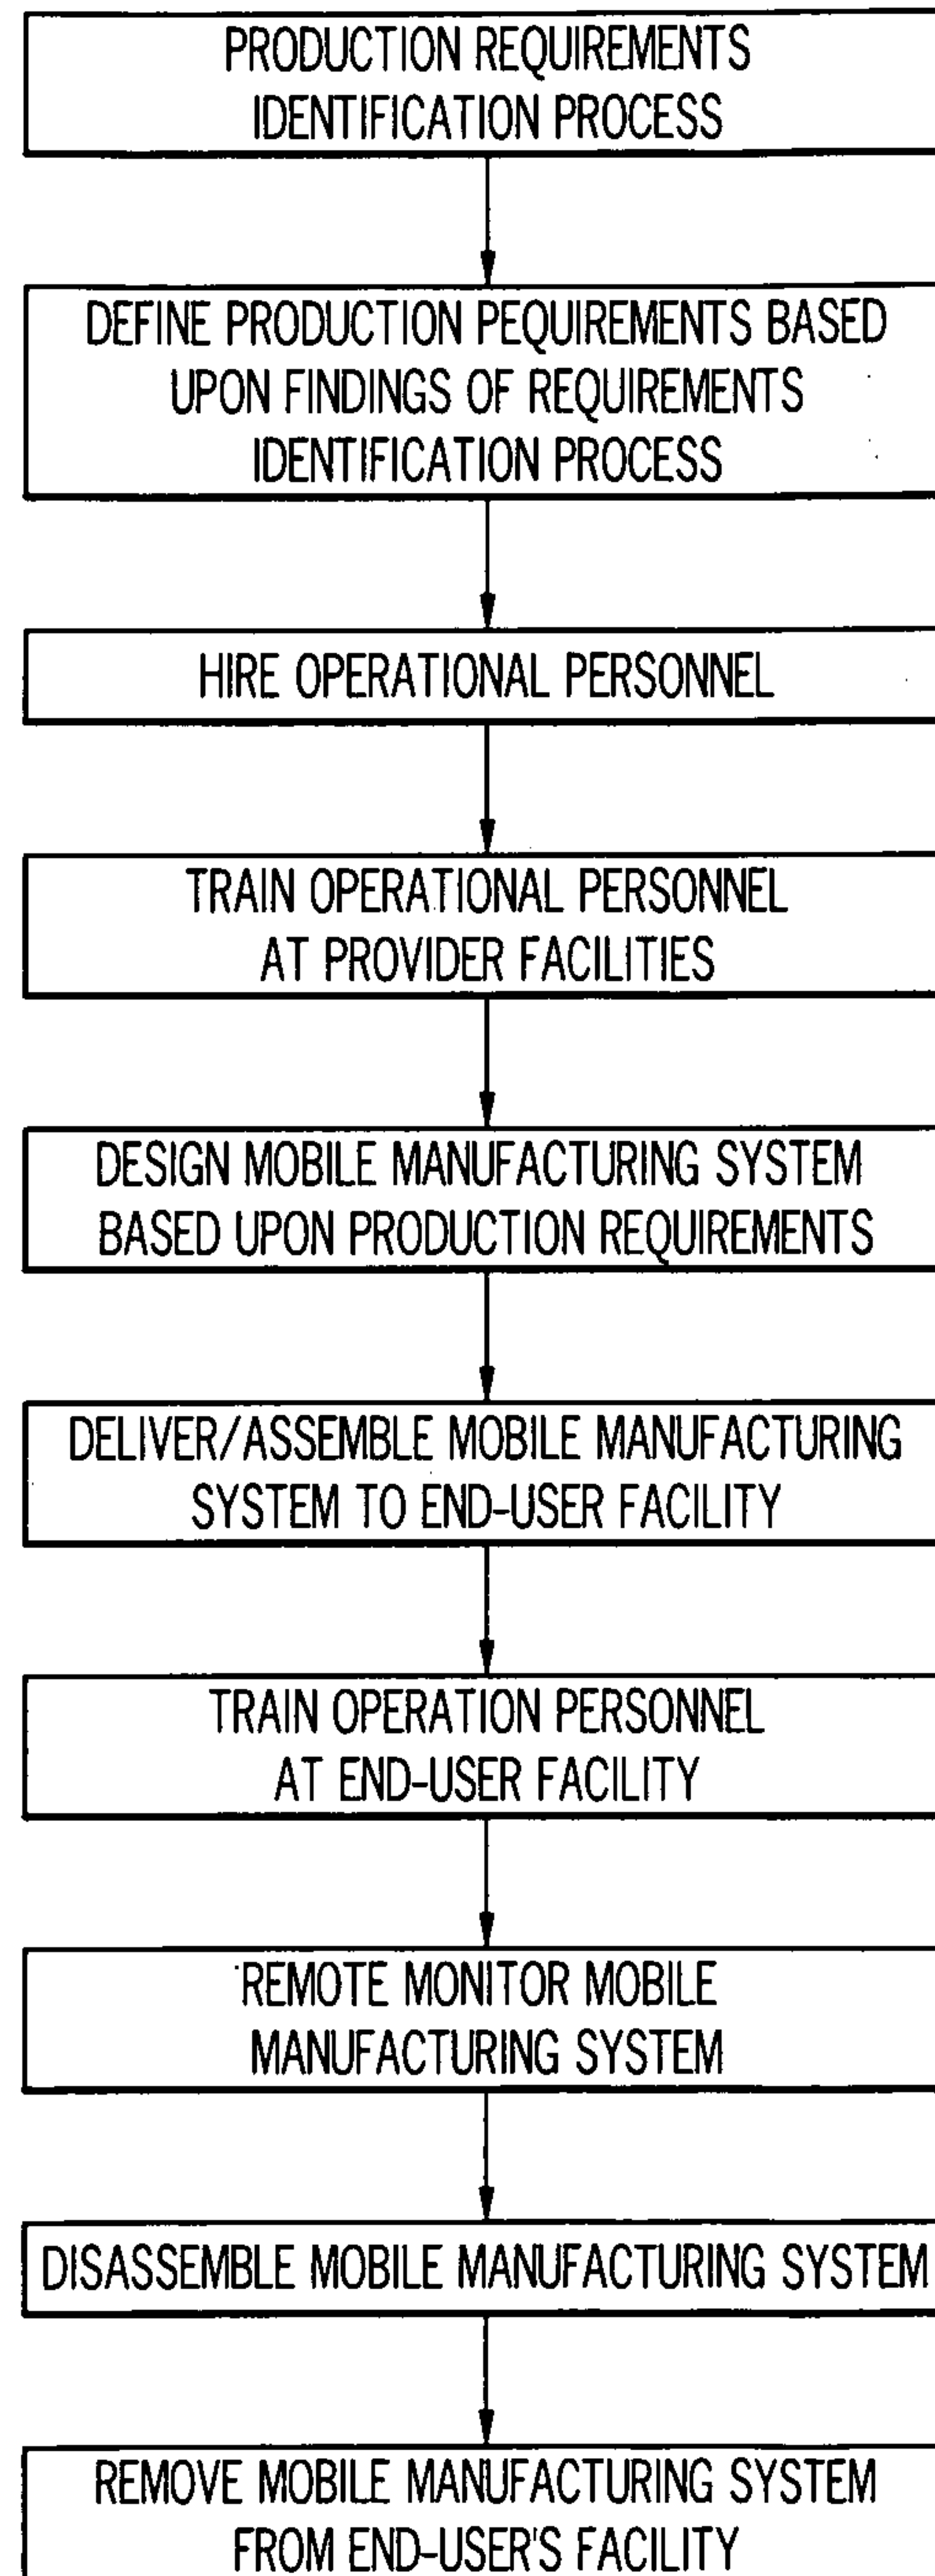 PRODUCTION REQUIREMENTS
IDENTIFICATION PROCESS
DEFINE PRODUCTION PEQUIREMENTS BASED
UPON FINDINGS OF REQUIREMENTS
IDENTIFICATION PROCESS
HIRE OPERATIONAL PERSONNEL
TRAIN OPERATIONAL PERSONNEL
AT PROVIDER FACILITIES
DESIGN MOBILE MANUFACTURING SYSTEM
BASED UPON PRODUCTION REQUIREMENTS
DELIVER/ASSEMBLE MOBILE MANUFACTURING
SYSTEM TO END-USER FACILITY
TRAIN OPERATION PERSONNEL
AT END-USER FACILITY
REMOTE MONITOR MOBILE
MANUFACTURING SYSTEM
DISASSEMBLE MOBILE MANUFACTURING SYSTEM
REMOVE MOBILE MANUFACTURING SYSTEM
FROM END-USER'S FACILITY